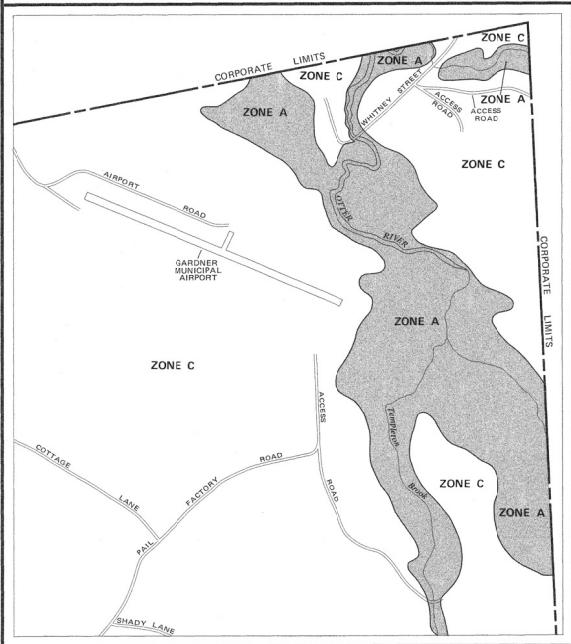 ZONE C
CORPORATE LIMITS
ZONE C
ZONE A
ZONE A
ZONE A
WHITNEY STREET
ACCESS
ROAD
ACCESS
ROAD
ZONE C
AIRPORT ROAD
OTTER RIVER
GARDNER
MUNICIPAL
AIRPORT
CORPORATE LIMITS
ZONE A
ZONE C
ACCESS ROAD
Templeton Brook
COTTAGE LANE
PAIL FACTORY ROAD
ZONE C
ZONE A
SHADY LANE